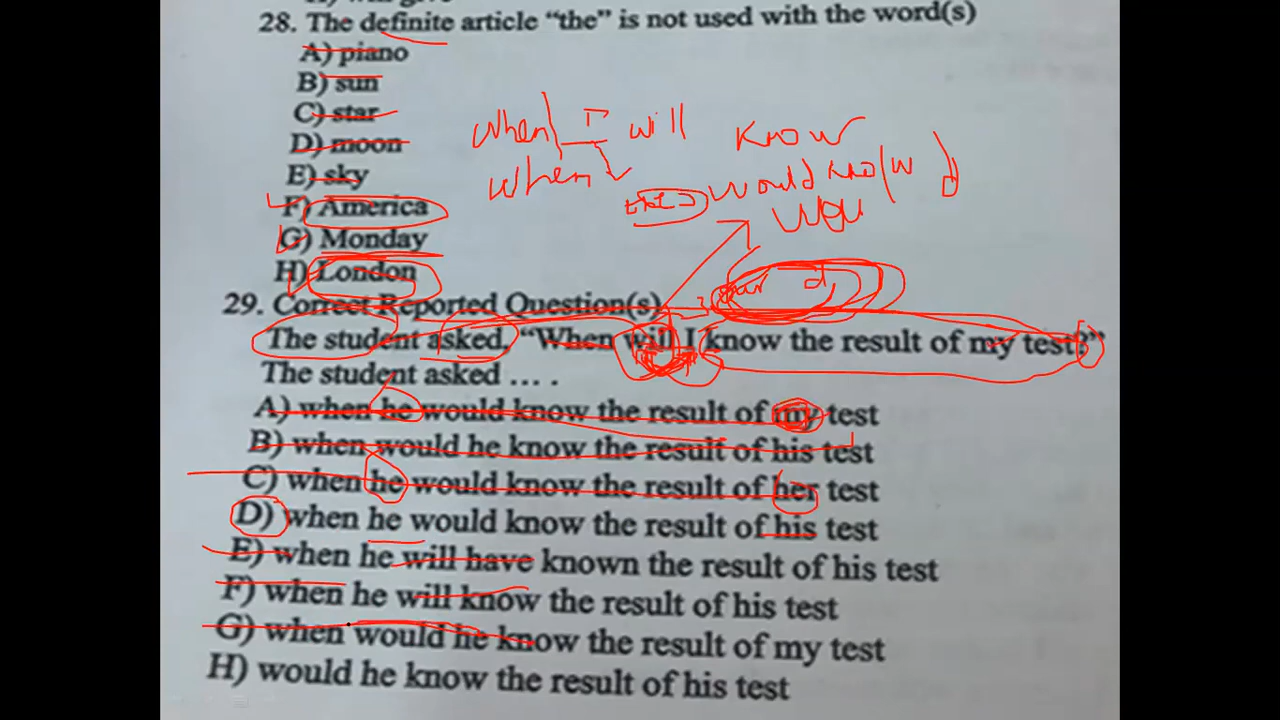 28. The definite article “the” is not used with the word(s)
A) piano
B) sun
C) star
D) moon
E) sky
F) America
G) Monday
H) London
when I will know
when would know
29. Correct Reported Question(s)
The student asked, “When will I know the result of my test?”
The student asked ... .
A) when he would know the result of my test
B) when would he know the result of his test
C) when he would know the result of her test
D) when he would know the result of his test
E) when he will have known the result of his test
F) when he will know the result of his test
G) when would he know the result of my test
H) would he know the result of his test